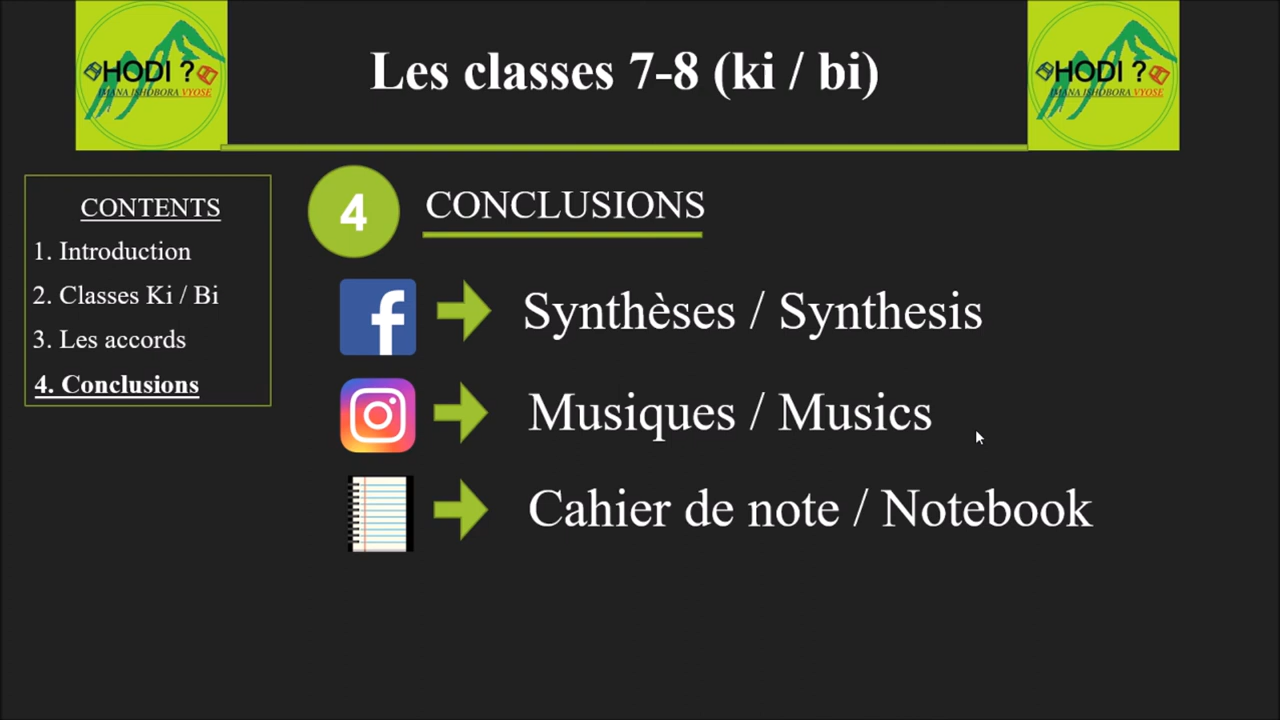 HODI ?
IMANA ISHOBORA VYOSE
Les classes 7-8 (ki / bi)
HODI ?
IMANA ISHOBORA VYOSE
CONTENTS
1. Introduction
2. Classes Ki / Bi
3. Les accords
4. Conclusions
4
CONCLUSIONS
f
Synthèses / Synthesis
Musiques / Musics
Cahier de note / Notebook